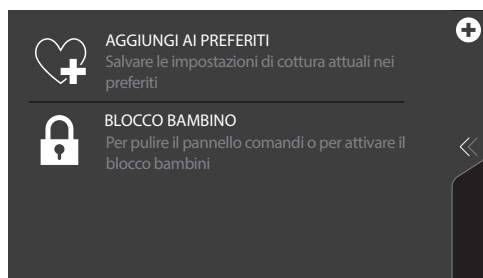 AGGIUNGI AI PREFERITI
Salvare le impostazioni di cottura attuali nei
preferiti
BLOCCO BAMBINO
Per pulire il pannello comandi o per attivare il
blocco bambini